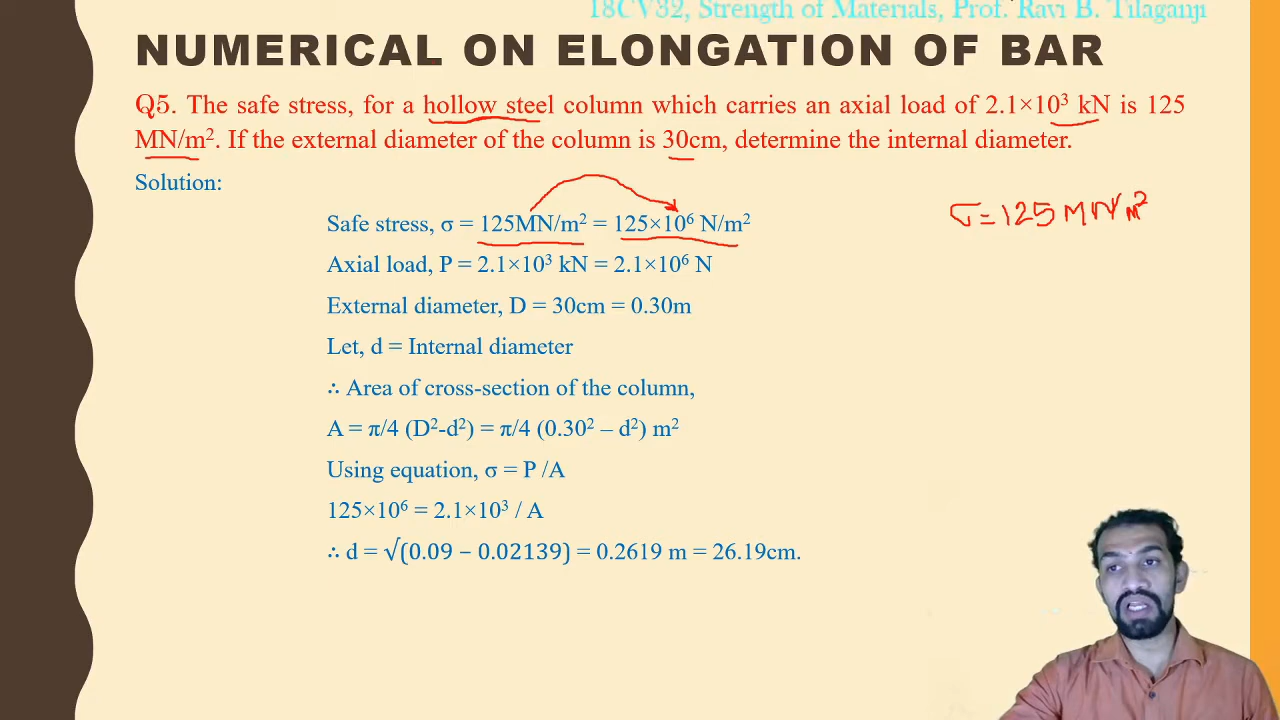 18CV32, Strength of Materials, Prof. Ravi B. Tilaganji
NUMERICAL ON ELONGATION OF BAR
Q5. The safe stress, for a hollow steel column which carries an axial load of 2.1×10³ kN is 125
MN/m². If the external diameter of the column is 30cm, determine the internal diameter.
Solution:
Safe stress, σ = 125MN/m² = 125×10⁶ N/m²
σ=125 MN/m²
Axial load, P = 2.1×10³ kN = 2.1×10⁶ N
External diameter, D = 30cm = 0.30m
Let, d = Internal diameter
∴ Area of cross-section of the column,
A = π/4 (D²-d²) = π/4 (0.30² – d²) m²
Using equation, σ = P /A
125×10⁶ = 2.1×10³ / A
∴ d = √(0.09 − 0.02139) = 0.2619 m = 26.19cm.